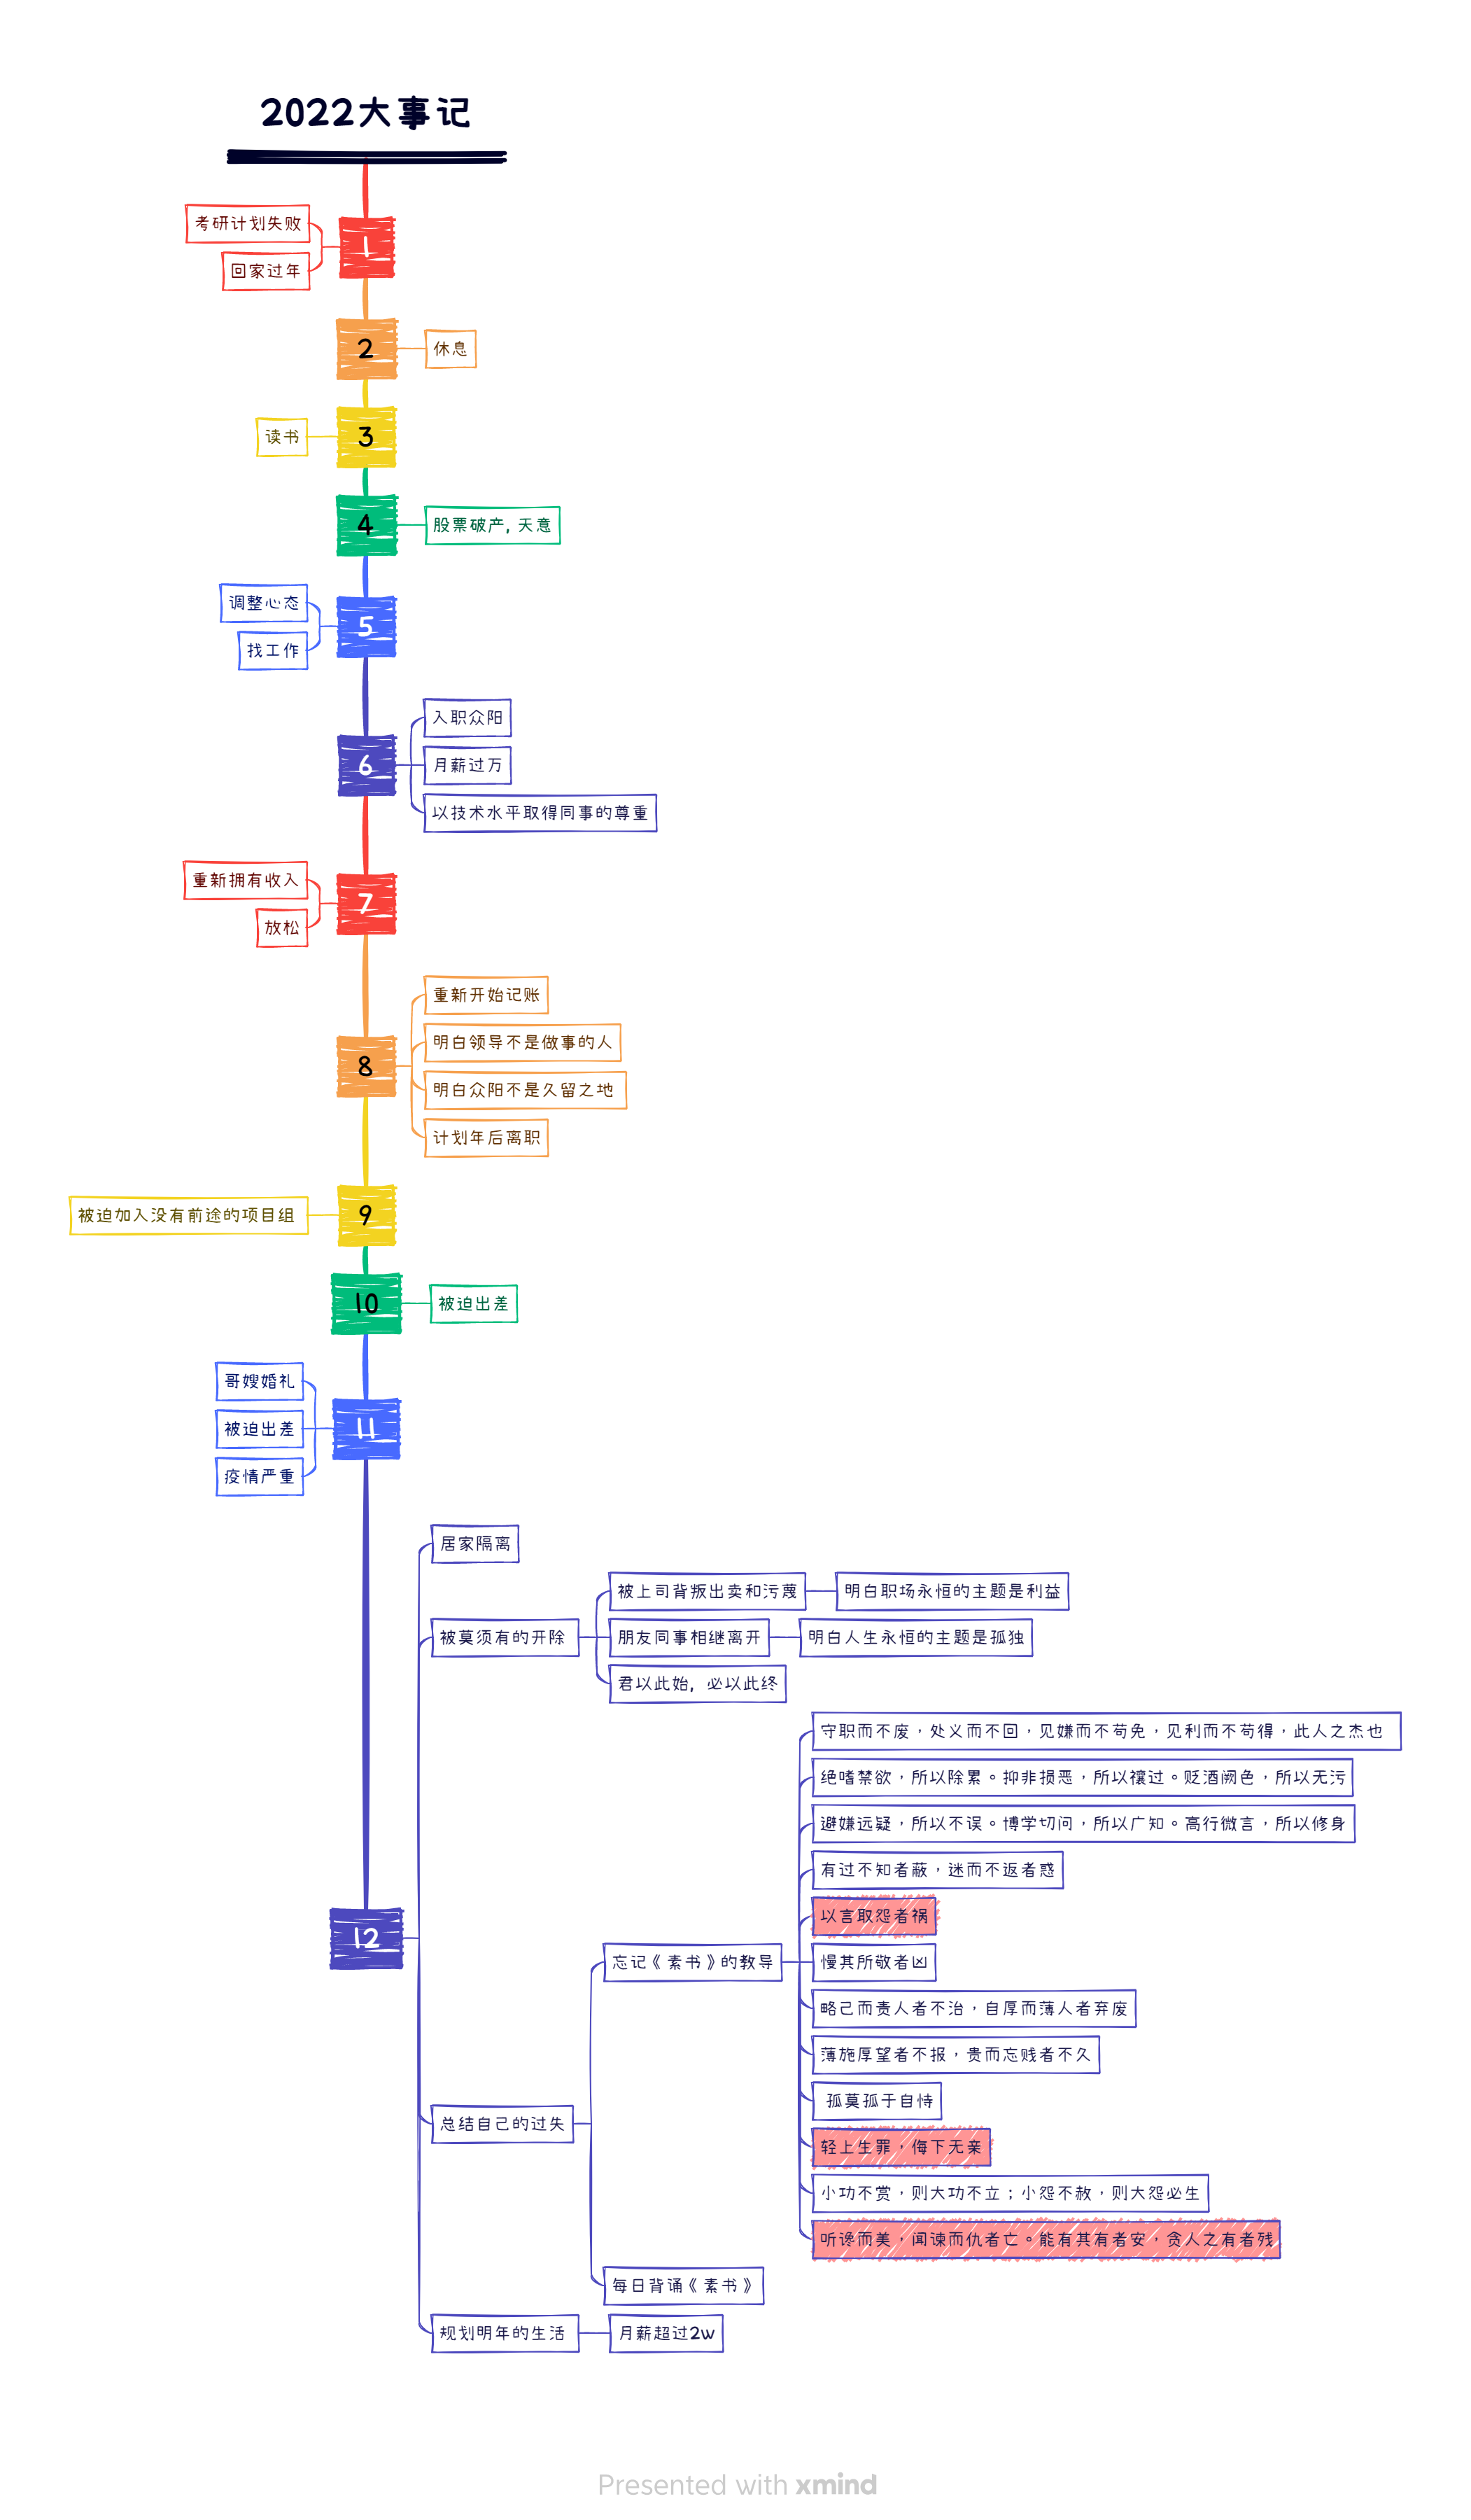 2022大事记
1
考研计划失败
回家过年
2
休息
3
读书
4
股票破产, 天意
5
调整心态
找工作
6
入职众阳
月薪过万
以技术水平取得同事的尊重
7
重新拥有收入
放松
8
重新开始记账
明白领导不是做事的人
明白众阳不是久留之地
计划年后离职
9
被迫加入没有前途的项目组
10
被迫出差
11
哥嫂婚礼
被迫出差
疫情严重
12
居家隔离
被莫须有的开除
被上司背叛出卖和污蔑
明白职场永恒的主题是利益
朋友同事相继离开
明白人生永恒的主题是孤独
君以此始, 必以此终
总结自己的过失
忘记《素书》的教导
守职而不废，处义而不回，见嫌而不苟免，见利而不苟得，此人之杰也
绝嗜禁欲，所以除累。抑非损恶，所以禳过。贬酒阙色，所以无污
避嫌远疑，所以不误。博学切问，所以广知。高行微言，所以修身
有过不知者蔽，迷而不返者惑
以言取怨者祸
慢其所敬者凶
略己而责人者不治，自厚而薄人者弃废
薄施厚望者不报，贵而忘贱者不久
孤莫孤于自恃
轻上生罪，侮下无亲
小功不赏，则大功不立；小怨不赦，则大怨必生
听谗而美，闻谏而仇者亡。能有其有者安，贪人之有者残
每日背诵《素书》
规划明年的生活
月薪超过2w
Presented with xmind